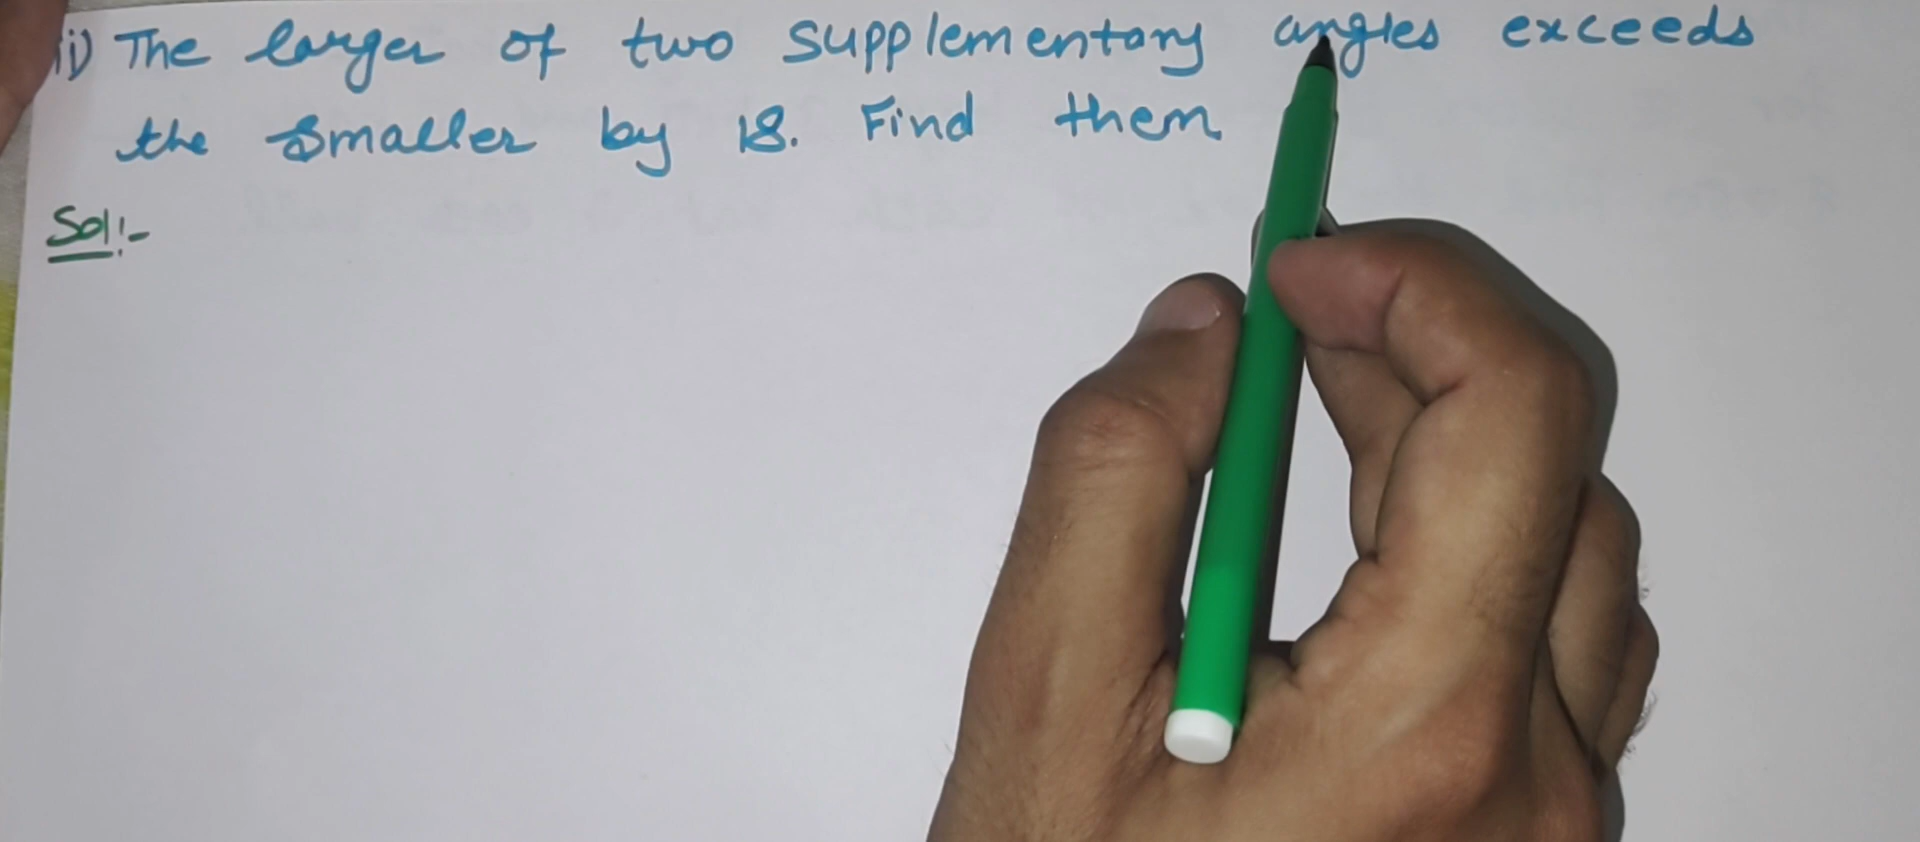 ii) The larger of two supplementary angles exceeds
the smaller by 18. Find them
Sol:-